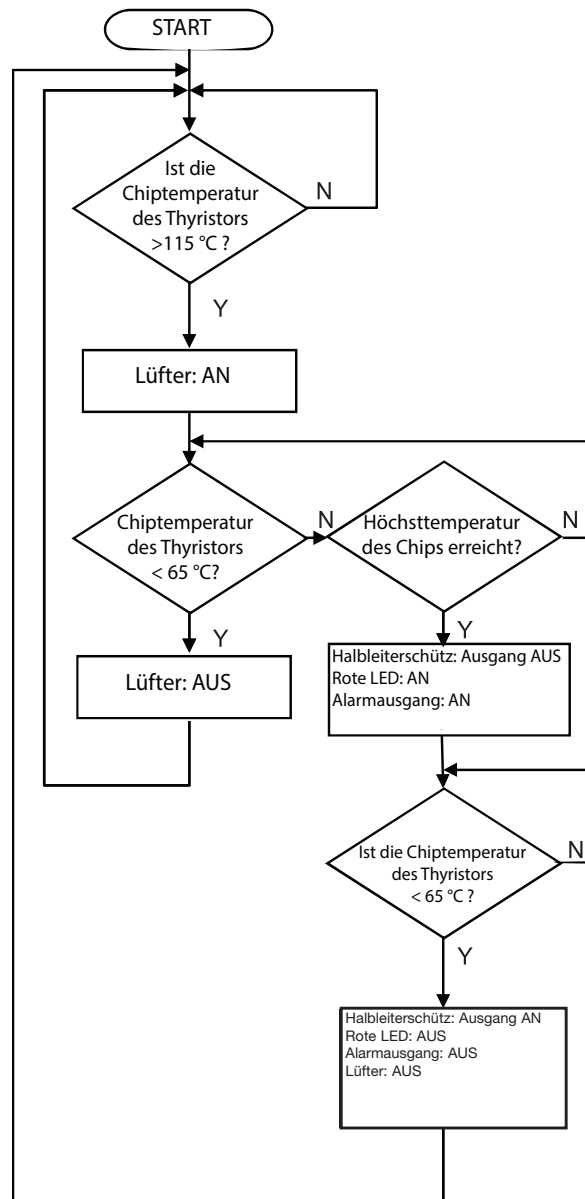 START
Ist die
Chiptemperatur
des Thyristors
>115 °C ?
N
Y
Lüfter: AN
Chiptemperatur
des Thyristors
< 65 °C?
N
Höchsttemperatur
des Chips erreicht?
N
Y
Y
Lüfter: AUS
Halbleiterschütz: Ausgang AUS
Rote LED: AN
Alarmausgang: AN
Ist die Chiptemperatur
des Thyristors
< 65 °C ?
N
Y
Halbleiterschütz: Ausgang AN
Rote LED: AUS
Alarmausgang: AUS
Lüfter: AUS